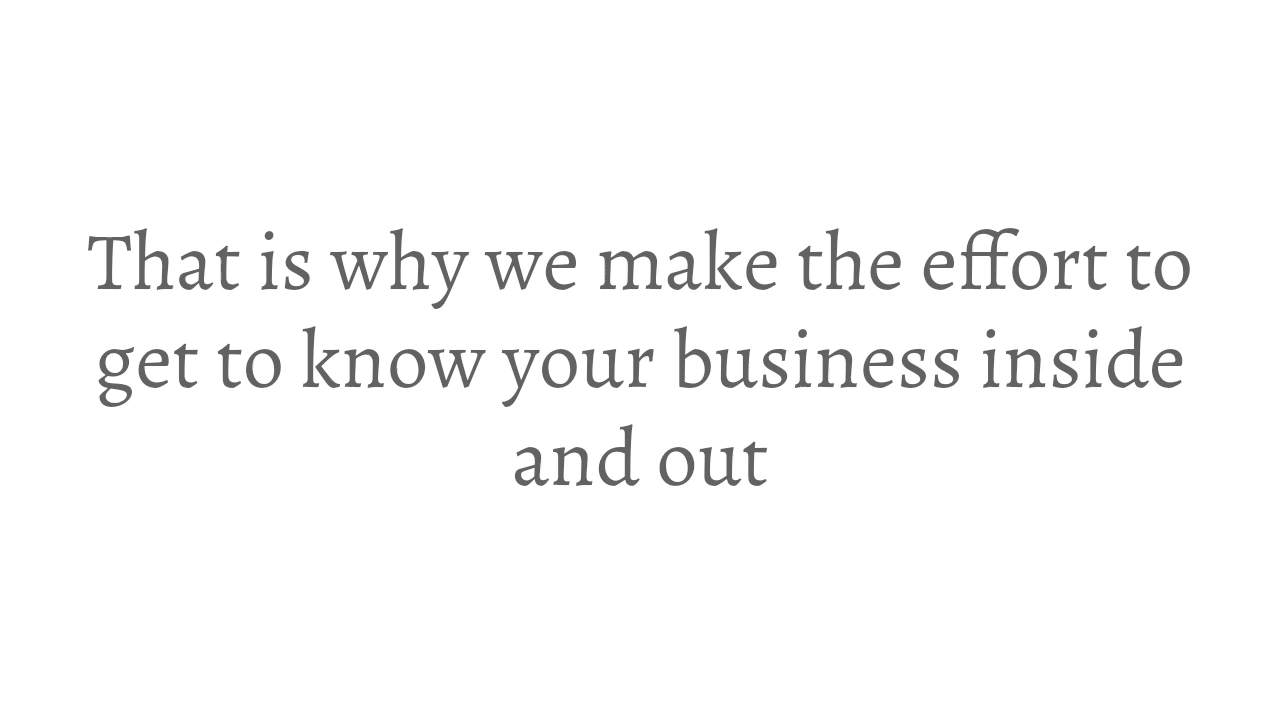 That is why we make the effort to
get to know your business inside
and out